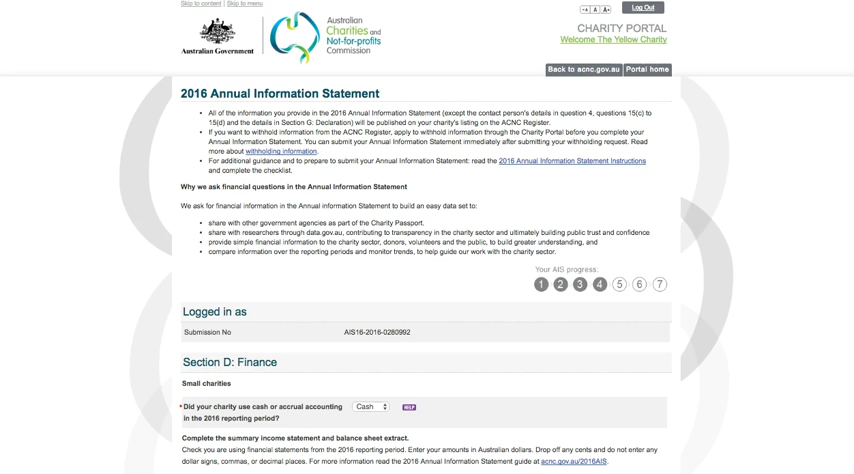 Skip to content | Skip to menu
-A A A+
Log Out
Australian Government
Australian
Charities and
Not-for-profits
Commission
CHARITY PORTAL
Welcome The Yellow Charity
Back to acnc.gov.au Portal home
2016 Annual Information Statement
• All of the information you provide in the 2016 Annual Information Statement (except the contact person's details in question 4, questions 15(c) to
15(d) and the details in Section G: Declaration) will be published on your charity's listing on the ACNC Register.
• If you want to withhold information from the ACNC Register, apply to withhold information through the Charity Portal before you complete your
Annual Information Statement. You can submit your Annual Information Statement immediately after submitting your withholding request. Read
more about withholding information.
• For additional guidance and to prepare to submit your Annual Information Statement: read the 2016 Annual Information Statement Instructions
and complete the checklist.
Why we ask financial questions in the Annual Information Statement
We ask for financial information in the Annual information Statement to build an easy data set to:
• share with other government agencies as part of the Charity Passport.
• share with researchers through data.gov.au, contributing to transparency in the charity sector and ultimately building public trust and confidence
• provide simple financial information to the charity sector, donors, volunteers and the public, to build greater understanding, and
• compare information over the reporting periods and monitor trends, to help guide our work with the charity sector.
Your AIS progress:
1 2 3 4 5 6 7
Logged in as
Submission No AIS16-2016-0280992
Section D: Finance
Small charities
* Did your charity use cash or accrual accounting Cash HELP
in the 2016 reporting period?
Complete the summary income statement and balance sheet extract.
Check you are using financial statements from the 2016 reporting period. Enter your amounts in Australian dollars. Drop off any cents and do not enter any
dollar signs, commas, or decimal places. For more information read the 2016 Annual Information Statement guide at acnc.gov.au/2016AIS.